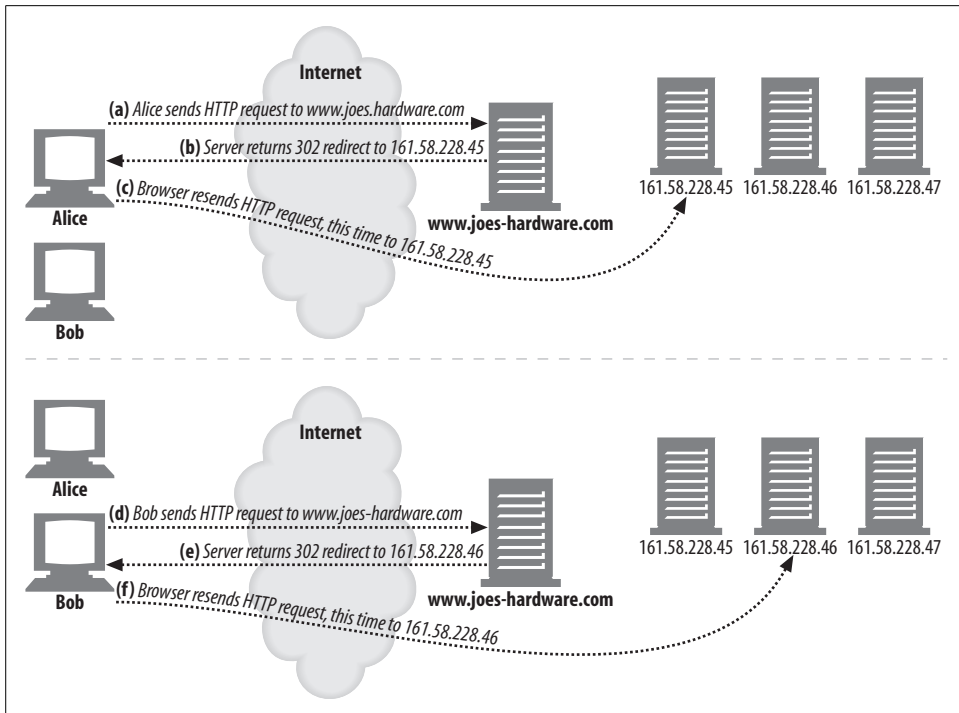 Internet
(a) Alice sends HTTP request to www.joes.hardware.com
(b) Server returns 302 redirect to 161.58.228.45
(c) Browser resends HTTP request, this time to 161.58.228.45
Alice
Bob
www.joes-hardware.com
161.58.228.45
161.58.228.46
161.58.228.47
Internet
Alice
(d) Bob sends HTTP request to www.joes-hardware.com
(e) Server returns 302 redirect to 161.58.228.46
(f) Browser resends HTTP request, this time to 161.58.228.46
Bob
www.joes-hardware.com
161.58.228.45
161.58.228.46
161.58.228.47